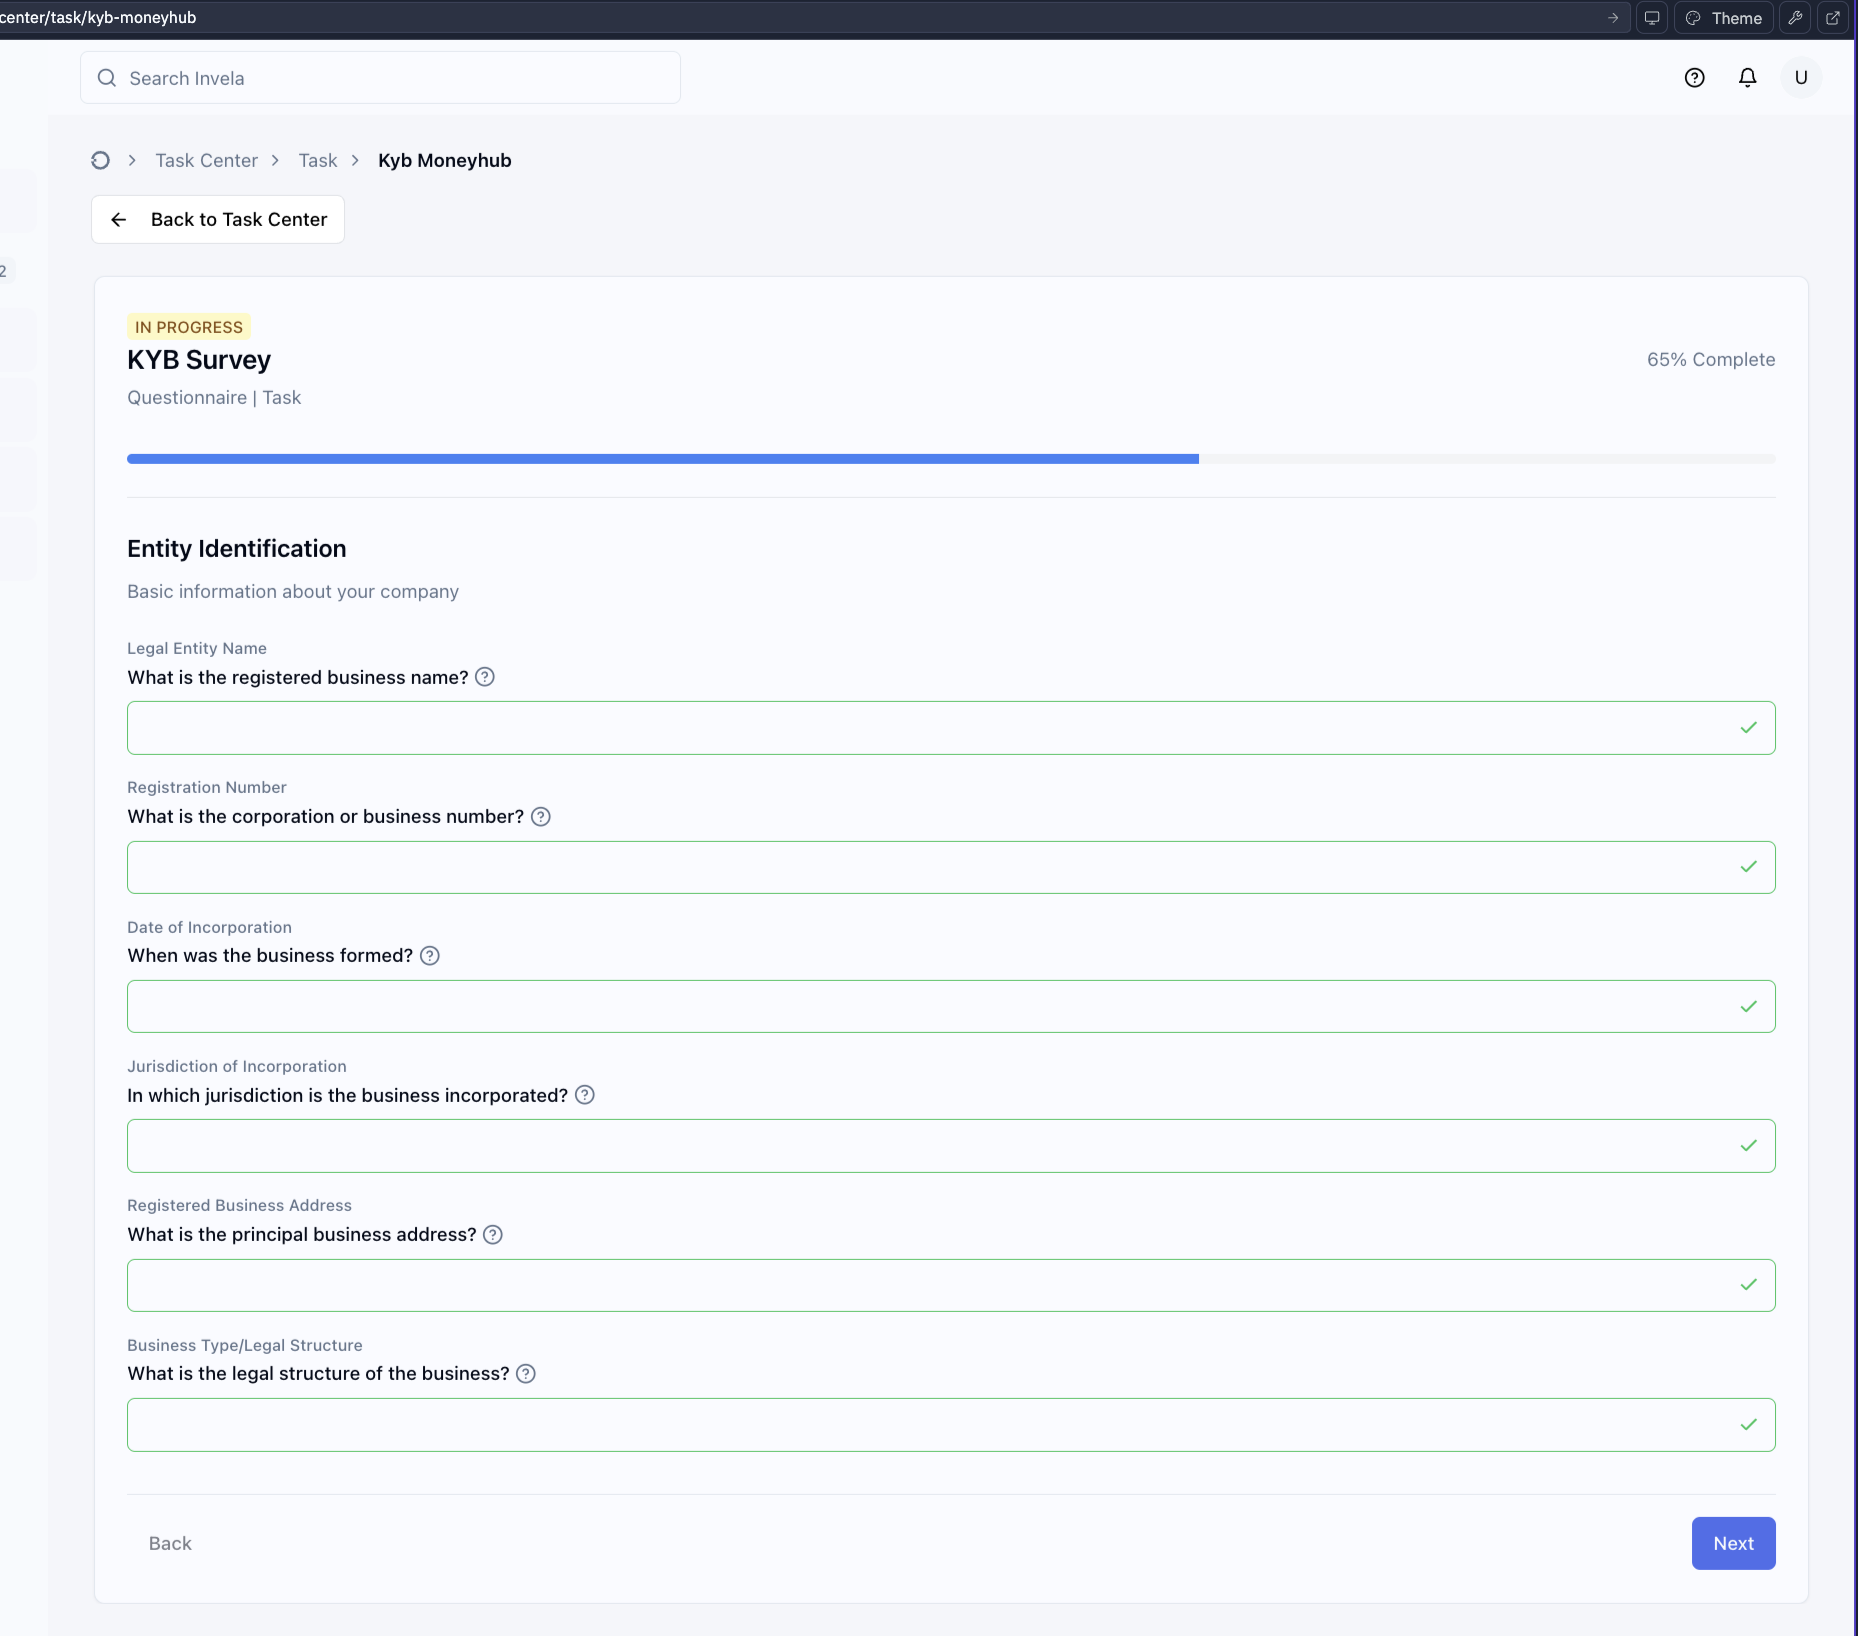 center/task/kyb-moneyhub
Theme
Search Invela
U
Task Center
Task
Kyb Moneyhub
Back to Task Center
2
IN PROGRESS
KYB Survey
65% Complete
Questionnaire | Task
Entity Identification
Basic information about your company
Legal Entity Name
What is the registered business name?
Registration Number
What is the corporation or business number?
Date of Incorporation
When was the business formed?
Jurisdiction of Incorporation
In which jurisdiction is the business incorporated?
Registered Business Address
What is the principal business address?
Business Type/Legal Structure
What is the legal structure of the business?
Back
Next